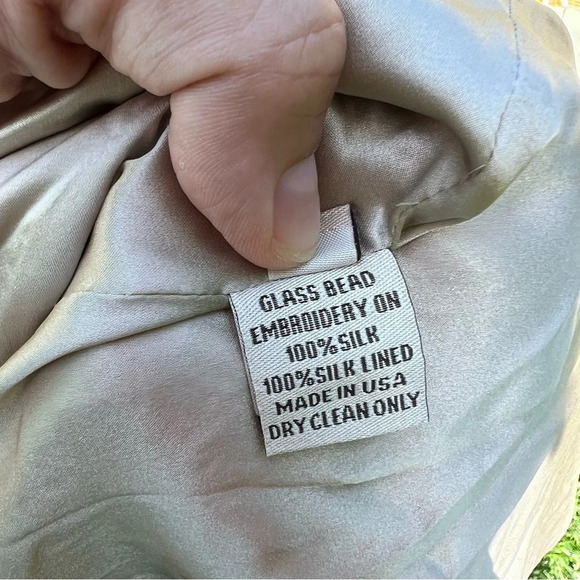 GLASS BEAD
EMBROIDERY ON
100%SILK
100%SILK LINED
MADE IN USA
DRY CLEAN ONLY